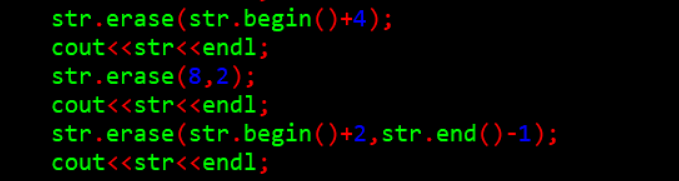 str.erase(str.begin()+4);
cout<<str<<endl;
str.erase(8,2);
cout<<str<<endl;
str.erase(str.begin()+2,str.end()-1);
cout<<str<<endl;